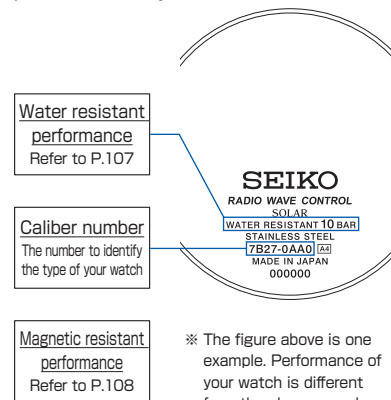 Water resistant
performance
Refer to P.107
SEIKO
RADIO WAVE CONTROL
SOLAR
WATER RESISTANT 10 BAR
STAINLESS STEEL
7B27-0AA0 A4
MADE IN JAPAN
000000
Caliber number
The number to identify
the type of your watch
Magnetic resistant
performance
Refer to P.108
※ The figure above is one
example. Performance of
your watch is different